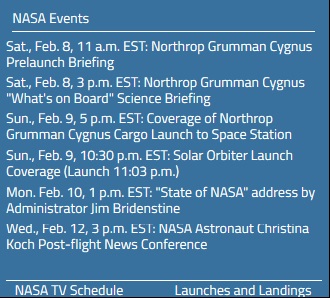 NASA Events
Sat., Feb. 8, 11 a.m. EST: Northrop Grumman Cygnus
Prelaunch Briefing
Sat., Feb. 8, 3 p.m. EST: Northrop Grumman Cygnus
"What's on Board" Science Briefing
Sun., Feb. 9, 5 p.m. EST: Coverage of Northrop
Grumman Cygnus Cargo Launch to Space Station
Sun., Feb. 9, 10:30 p.m. EST: Solar Orbiter Launch
Coverage (Launch 11:03 p.m.)
Mon. Feb. 10, 1 p.m. EST: "State of NASA" address by
Administrator Jim Bridenstine
Wed., Feb. 12, 3 p.m. EST: NASA Astronaut Christina
Koch Post-flight News Conference
NASA TV Schedule Launches and Landings